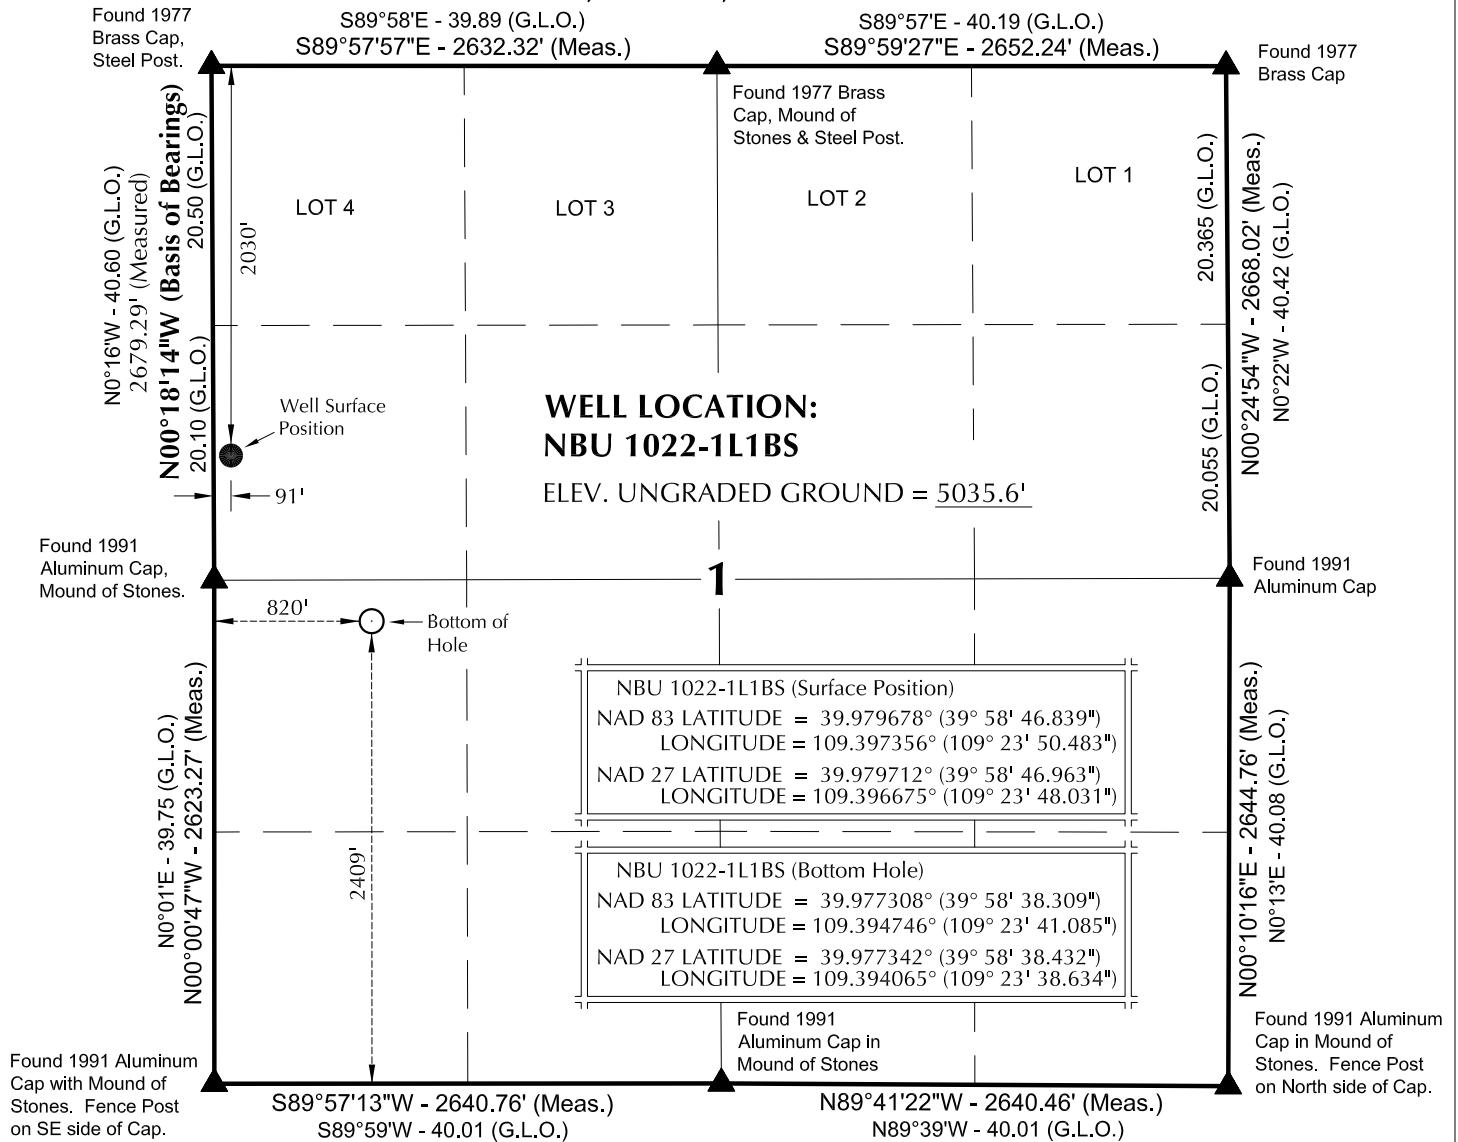 Found 1977
Brass Cap,
Steel Post.
S89°58'E - 39.89 (G.L.O.)
S89°57'57"E - 2632.32' (Meas.)
S89°57'E - 40.19 (G.L.O.)
S89°59'27"E - 2652.24' (Meas.)
Found 1977
Brass Cap
Found 1977 Brass
Cap, Mound of
Stones & Steel Post.
N0°16'W - 40.60 (G.L.O.)
2679.29' (Measured)
N00°18'14"W (Basis of Bearings)
20.50 (G.L.O.)
20.10 (G.L.O.)
2030'
LOT 4
LOT 3
LOT 2
LOT 1
20.365 (G.L.O.)
20.055 (G.L.O.)
N00°24'54"W - 2668.02' (Meas.)
N0°22'W - 40.42 (G.L.O.)
Well Surface
Position
91'
WELL LOCATION:
NBU 1022-1L1BS
ELEV. UNGRADED GROUND = 5035.6'
Found 1991
Aluminum Cap,
Mound of Stones.
1
Found 1991
Aluminum Cap
820'
Bottom of
Hole
2409'
N0°01'E - 39.75 (G.L.O.)
N00°00'47"W - 2623.27' (Meas.)
NBU 1022-1L1BS (Surface Position)
NAD 83 LATITUDE = 39.979678° (39° 58' 46.839")
LONGITUDE = 109.397356° (109° 23' 50.483")
NAD 27 LATITUDE = 39.979712° (39° 58' 46.963")
LONGITUDE = 109.396675° (109° 23' 48.031")
NBU 1022-1L1BS (Bottom Hole)
NAD 83 LATITUDE = 39.977308° (39° 58' 38.309")
LONGITUDE = 109.394746° (109° 23' 41.085")
NAD 27 LATITUDE = 39.977342° (39° 58' 38.432")
LONGITUDE = 109.394065° (109° 23' 38.634")
N00°10'16"E - 2644.76' (Meas.)
N0°13'E - 40.08 (G.L.O.)
Found 1991 Aluminum
Cap with Mound of
Stones. Fence Post
on SE side of Cap.
Found 1991
Aluminum Cap in
Mound of Stones
Found 1991 Aluminum
Cap in Mound of
Stones. Fence Post
on North side of Cap.
S89°57'13"W - 2640.76' (Meas.)
S89°59'W - 40.01 (G.L.O.)
N89°41'22"W - 2640.46' (Meas.)
N89°39'W - 40.01 (G.L.O.)